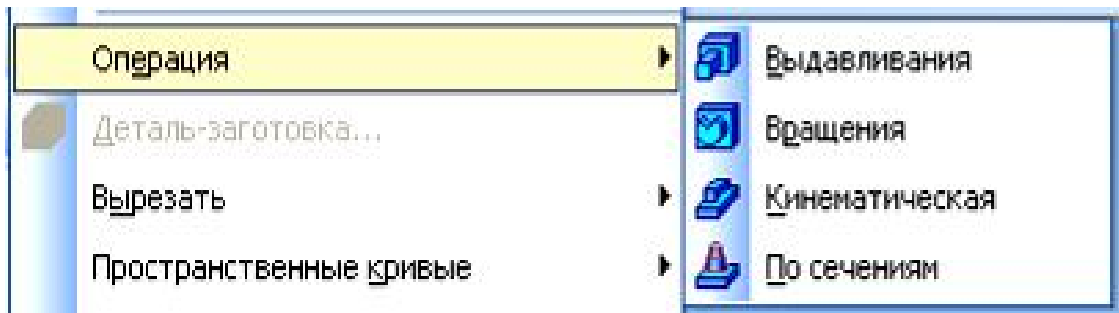 Операция
Деталь-заготовка...
Вырезать
Пространственные кривые
Выдавливания
Вращения
Кинематическая
По сечениям